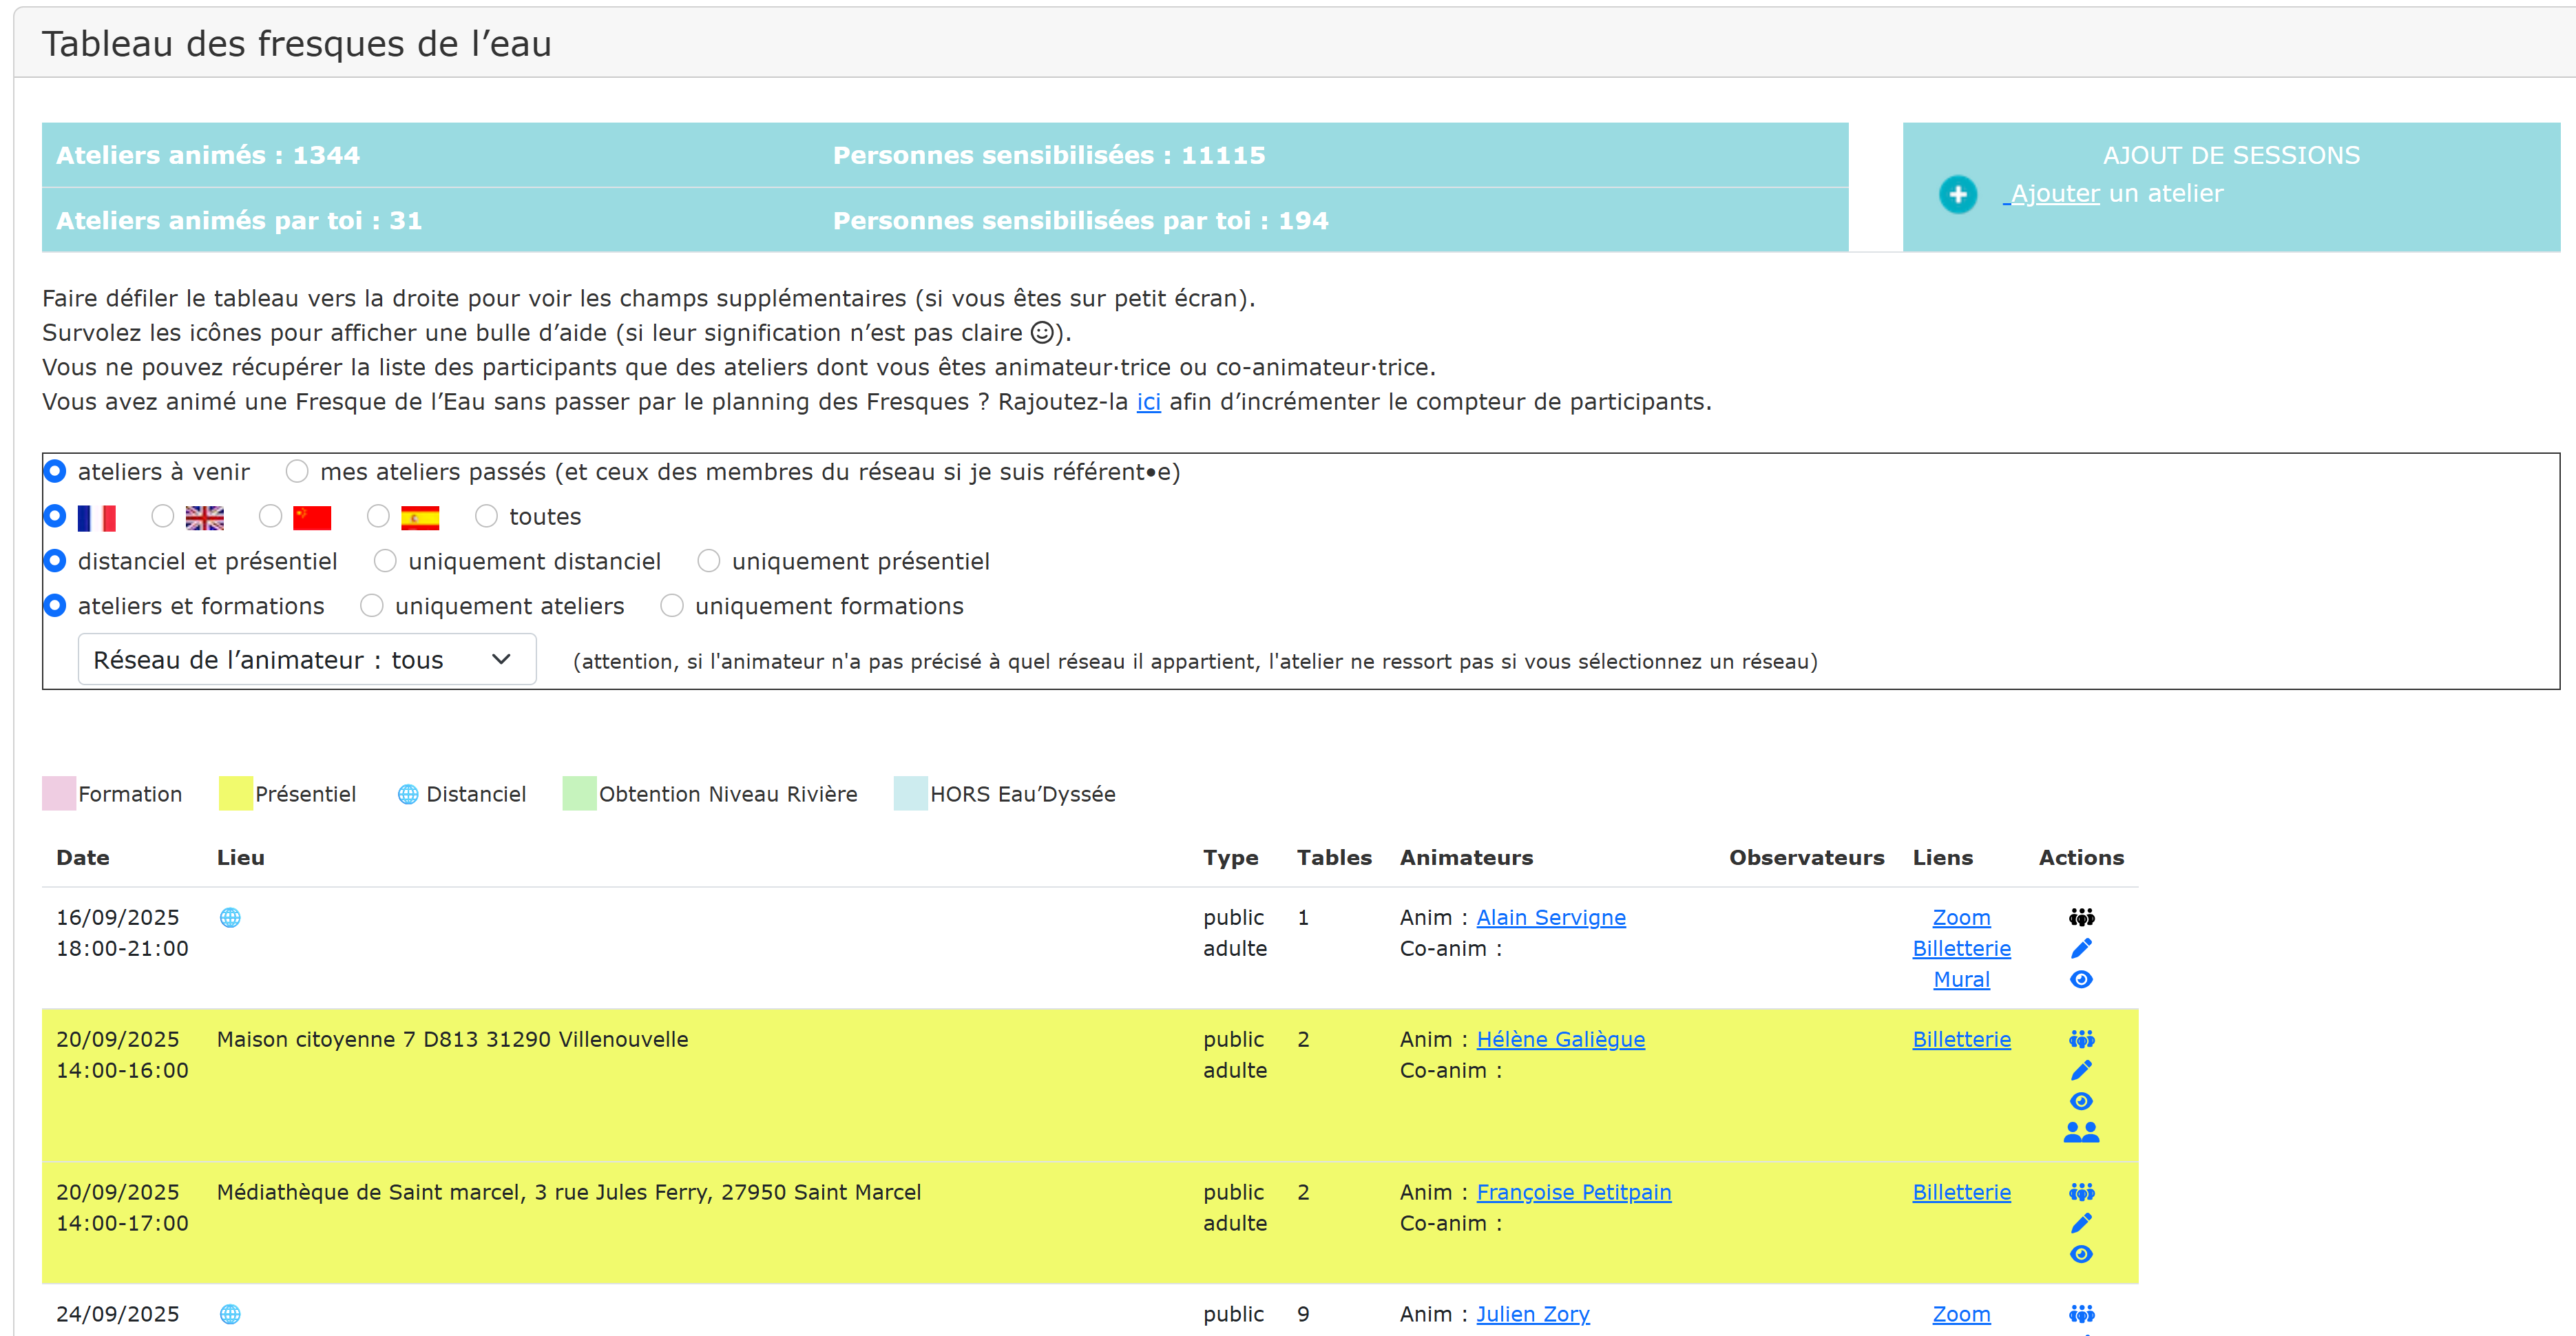 Tableau des fresques de l’eau
Ateliers animés : 1344 Personnes sensibilisées : 11115
Ateliers animés par toi : 31 Personnes sensibilisées par toi : 194
AJOUT DE SESSIONS
Ajouter un atelier
Faire défiler le tableau vers la droite pour voir les champs supplémentaires (si vous êtes sur petit écran).
Survolez les icônes pour afficher une bulle d’aide (si leur signification n’est pas claire ☺).
Vous ne pouvez récupérer la liste des participants que des ateliers dont vous êtes animateur·trice ou co-animateur·trice.
Vous avez animé une Fresque de l’Eau sans passer par le planning des Fresques ? Rajoutez-la ici afin d’incrémenter le compteur de participants.
ateliers à venir mes ateliers passés (et ceux des membres du réseau si je suis référent•e)
toutes
distanciel et présentiel uniquement distanciel uniquement présentiel
ateliers et formations uniquement ateliers uniquement formations
Réseau de l’animateur : tous (attention, si l'animateur n'a pas précisé à quel réseau il appartient, l'atelier ne ressort pas si vous sélectionnez un réseau)
Formation Présentiel Distanciel Obtention Niveau Rivière HORS Eau’Dyssée
Date Lieu Type Tables Animateurs Observateurs Liens Actions
16/09/2025 public 1 Anim : Alain Servigne Zoom
18:00-21:00 adulte Co-anim : Billetterie
Mural
20/09/2025 Maison citoyenne 7 D813 31290 Villenouvelle public 2 Anim : Hélène Galiègue Billetterie
14:00-16:00 adulte Co-anim :
20/09/2025 Médiathèque de Saint marcel, 3 rue Jules Ferry, 27950 Saint Marcel public 2 Anim : Françoise Petitpain Billetterie
14:00-17:00 adulte Co-anim :
24/09/2025 public 9 Anim : Julien Zory Zoom